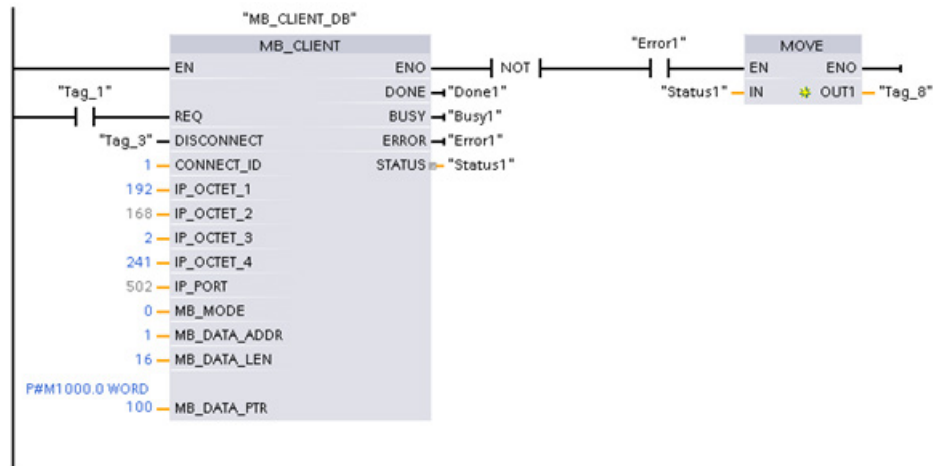 "MB_CLIENT_DB"
MB_CLIENT
EN ENO
NOT
"Error1"
MOVE
EN ENO
"Status1" IN OUT1 "Tag_8"
DONE "Done1"
"Tag_1"
REQ BUSY "Busy1"
"Tag_3" DISCONNECT ERROR "Error1"
1 CONNECT_ID STATUS "Status1"
192 IP_OCTET_1
168 IP_OCTET_2
2 IP_OCTET_3
241 IP_OCTET_4
502 IP_PORT
0 MB_MODE
1 MB_DATA_ADDR
16 MB_DATA_LEN
P#M1000.0 WORD
100 MB_DATA_PTR